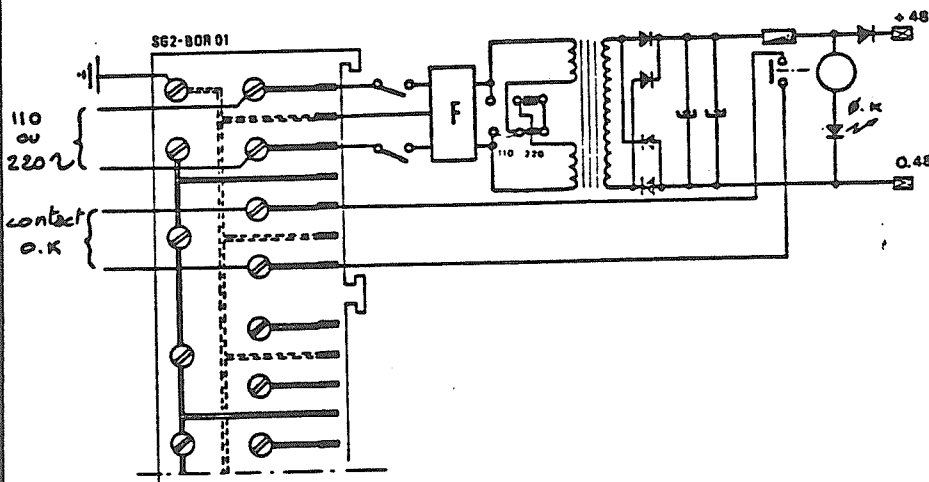 SG2-BOR 01
+ 48
110
ou
220 ~
F
110 220
O.K
0.48
contact
O.K